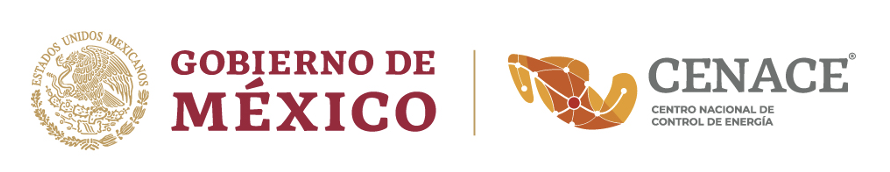 ESTADOS UNIDOS MEXICANOS
GOBIERNO DE
MÉXICO
CENACE®
CENTRO NACIONAL DE
CONTROL DE ENERGÍA